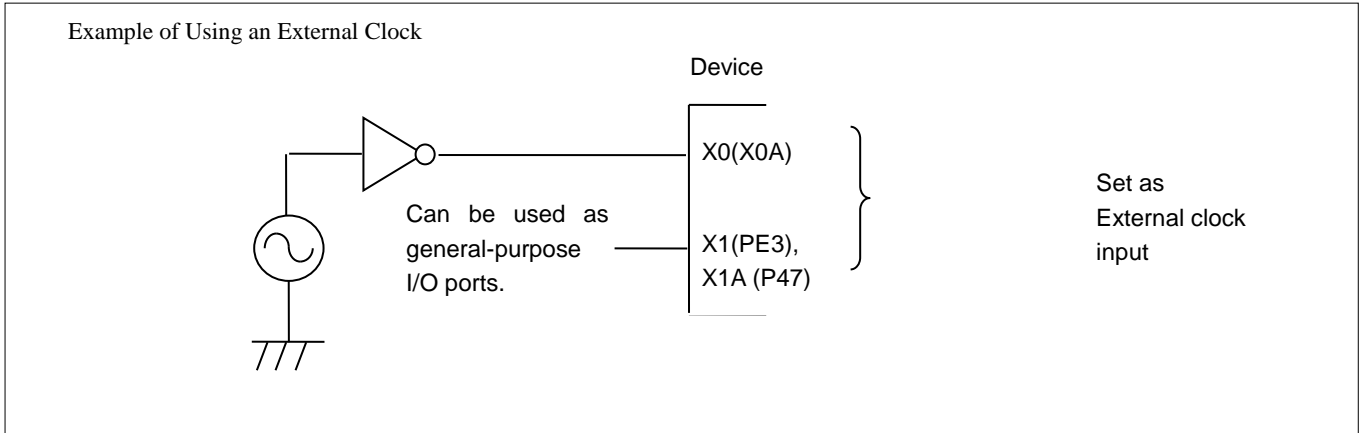 Example of Using an External Clock
Device
X0(X0A)
Can be used as
general-purpose
I/O ports.
X1(PE3),
X1A (P47)
Set as
External clock
input